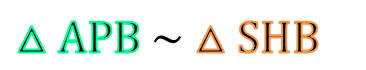 △ APB ~ △ SHB